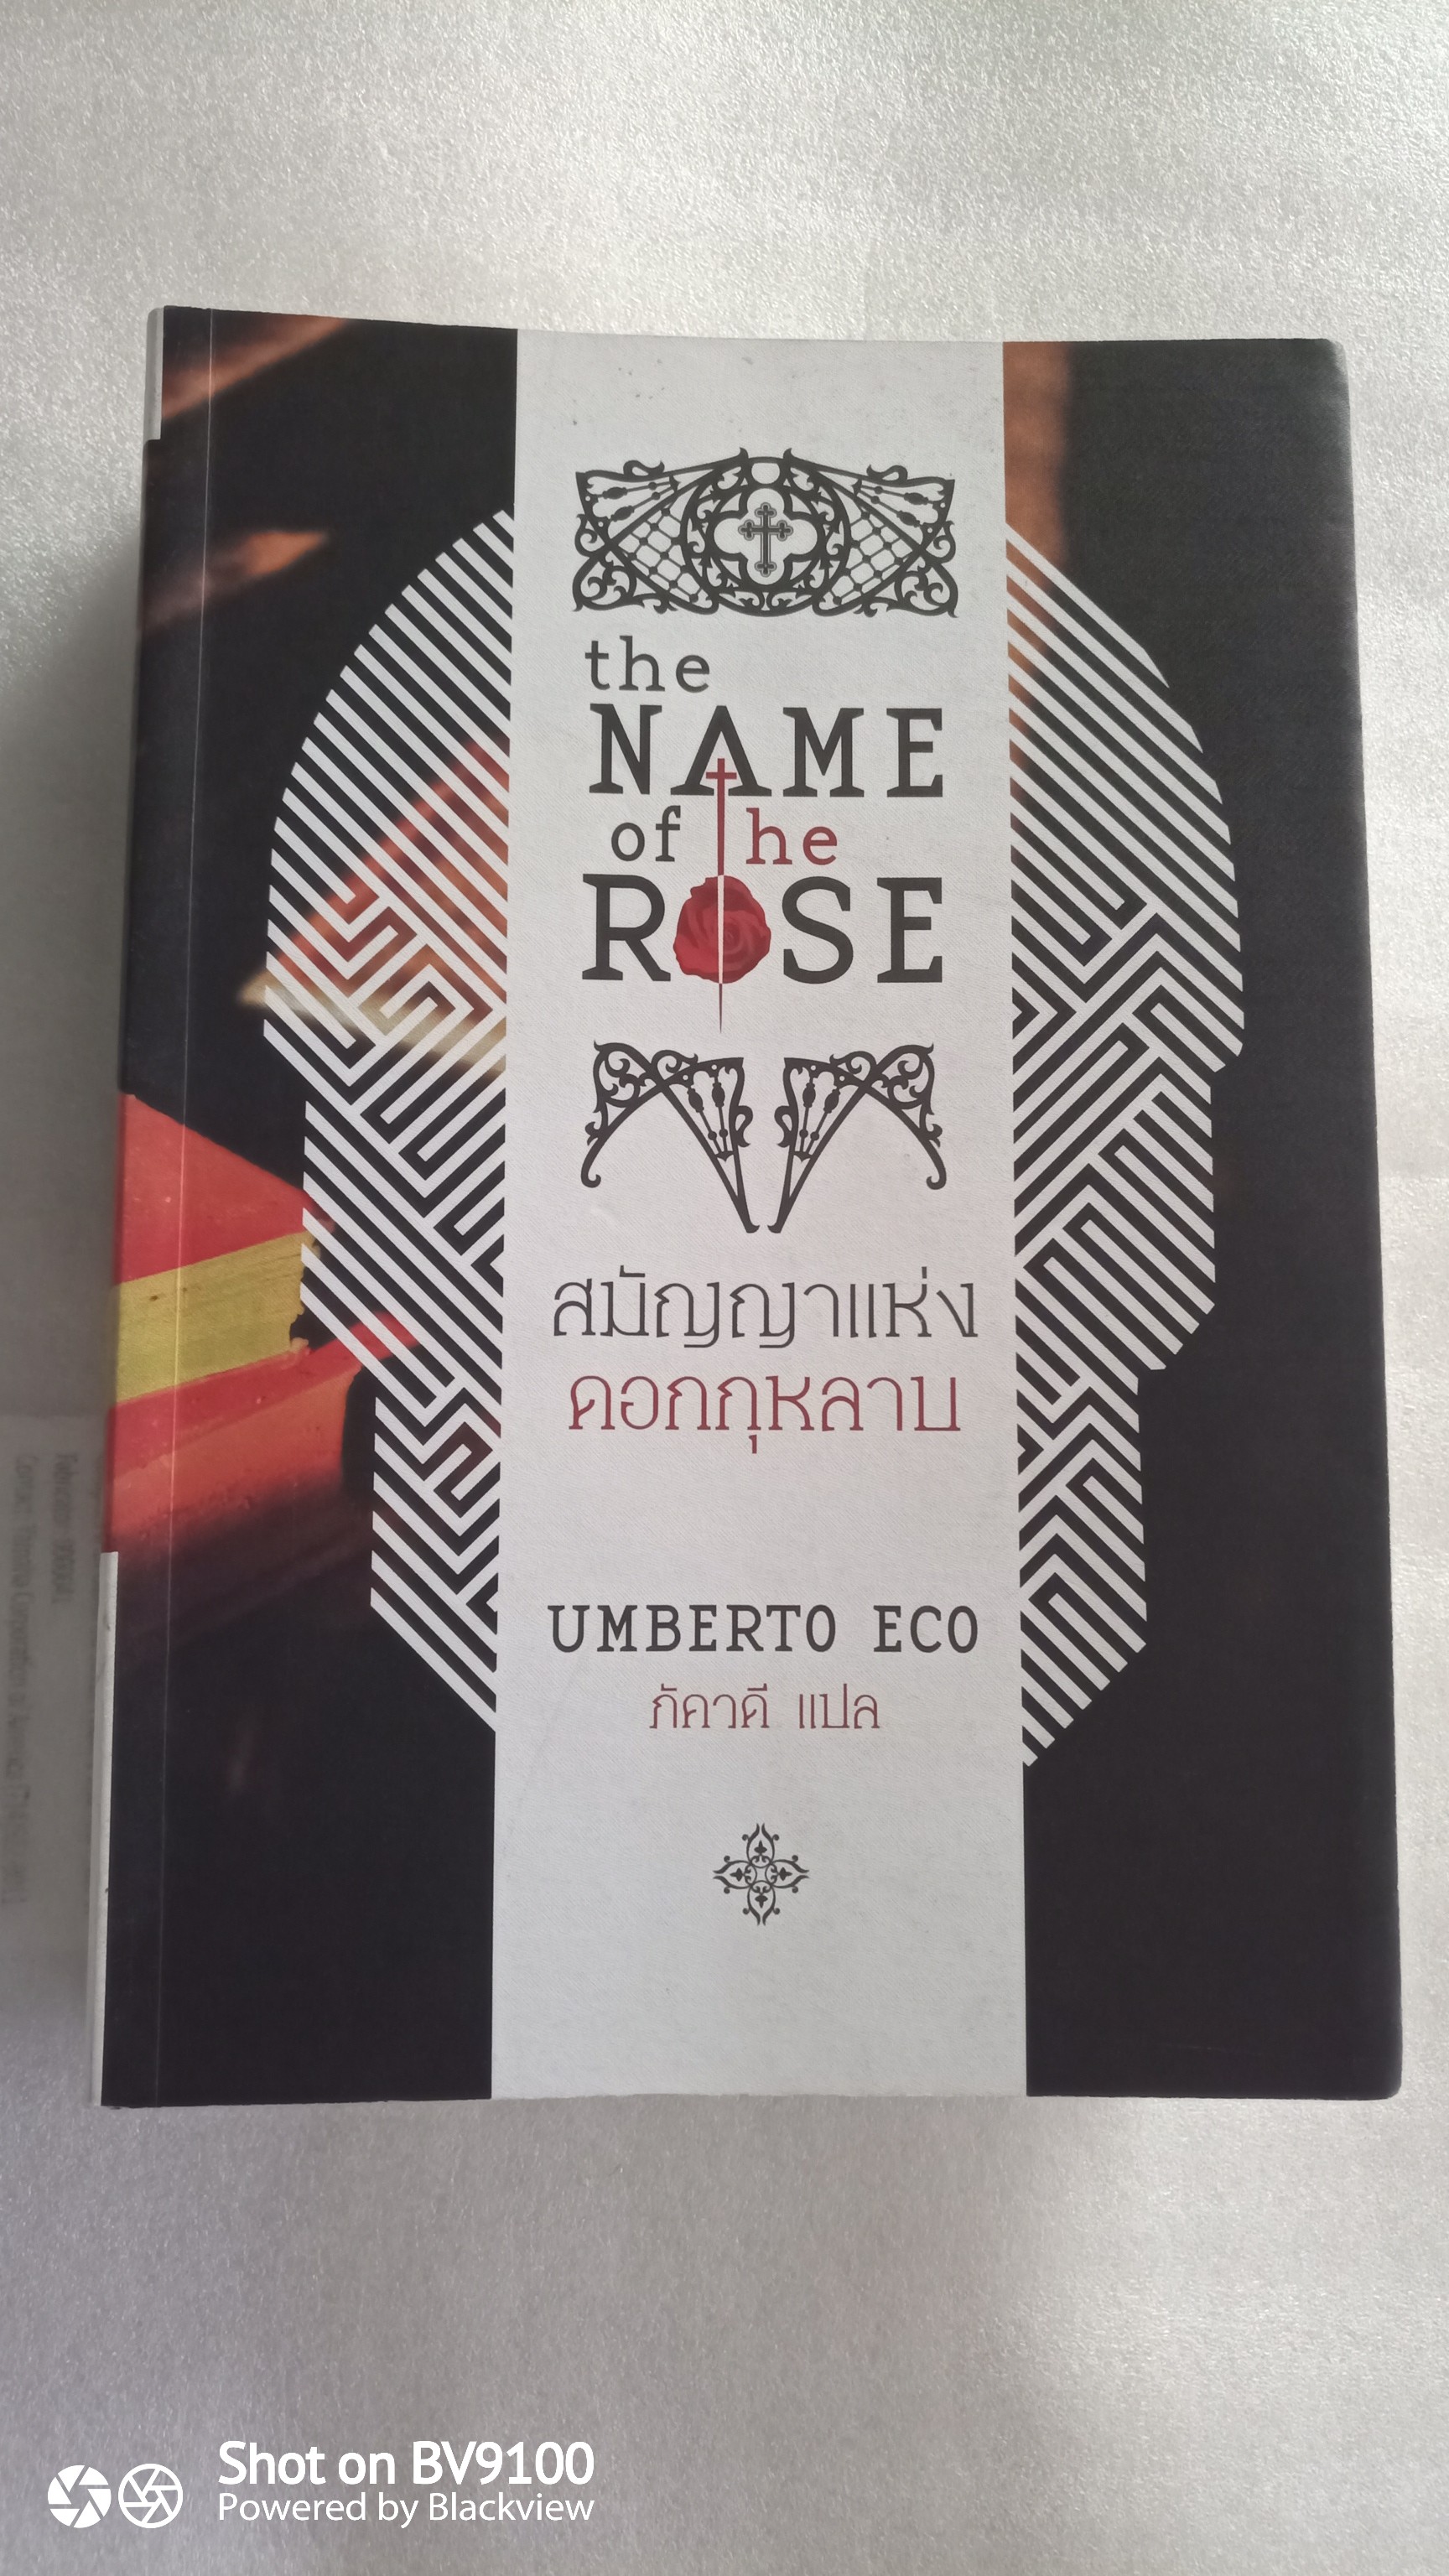 the
NAME
of the
ROSE
สมัญญาแห่ง
ดอกกุหลาบ
UMBERTO ECO
ภัควดี แปล
Shot on BV9100
Powered by Blackview